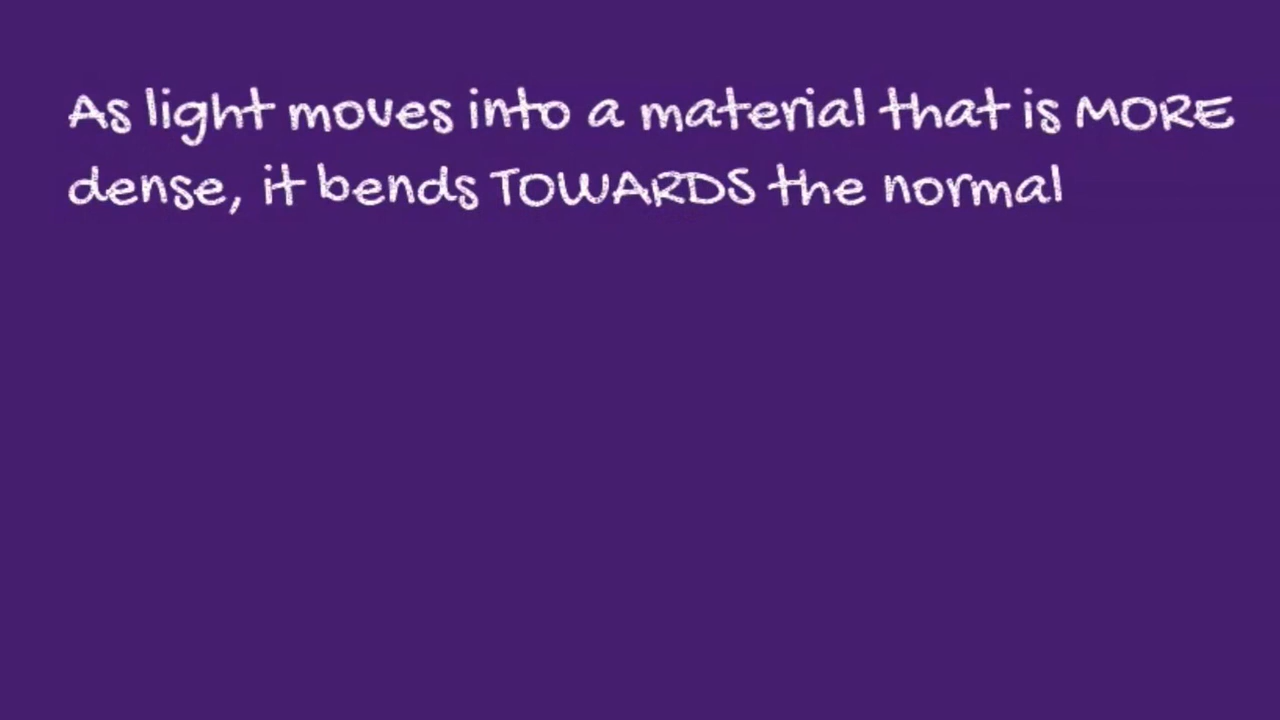 As light moves into a material that is MORE
dense, it bends TOWARDS the normal